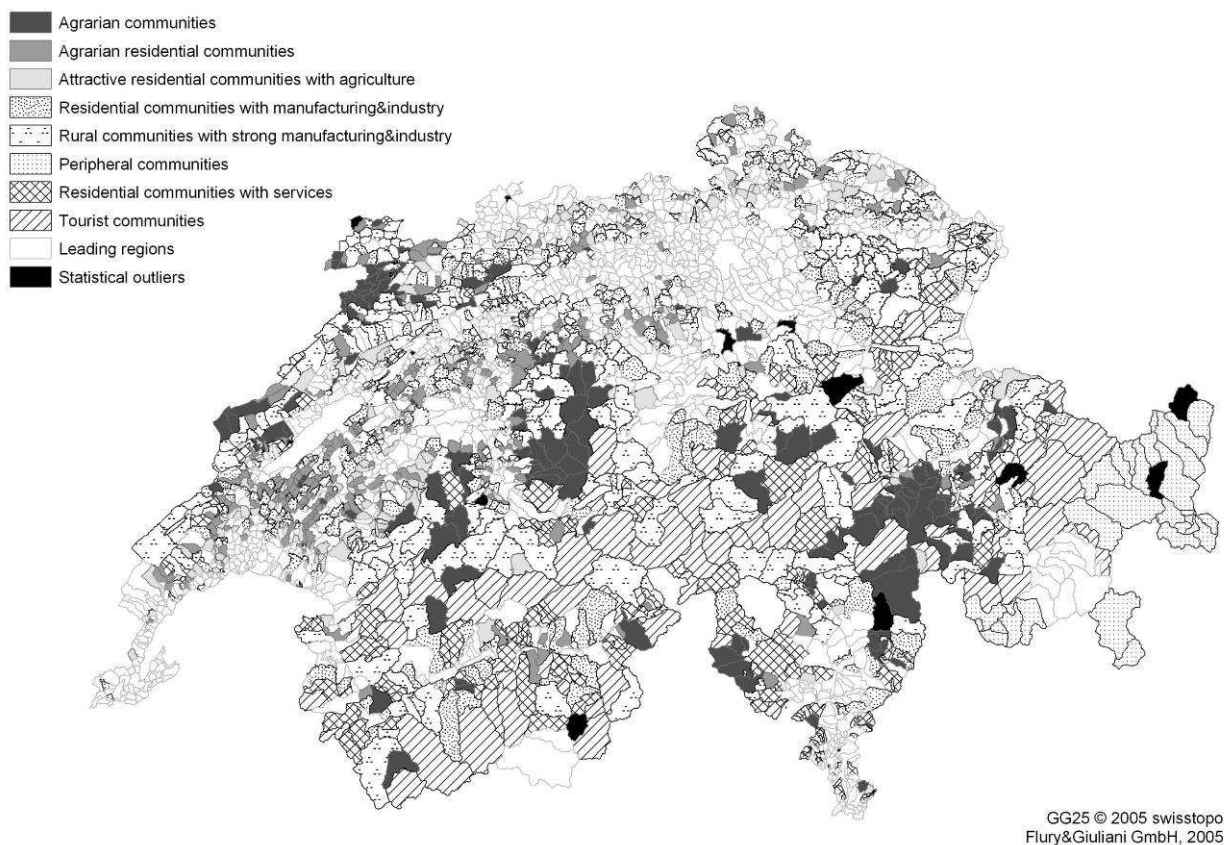 Agrarian communities
Agrarian residential communities
Attractive residential communities with agriculture
Residential communities with manufacturing&industry
Rural communities with strong manufacturing&industry
Peripheral communities
Residential communities with services
Tourist communities
Leading regions
Statistical outliers
GG25 © 2005 swisstopo
Flury&Giuliani GmbH, 2005